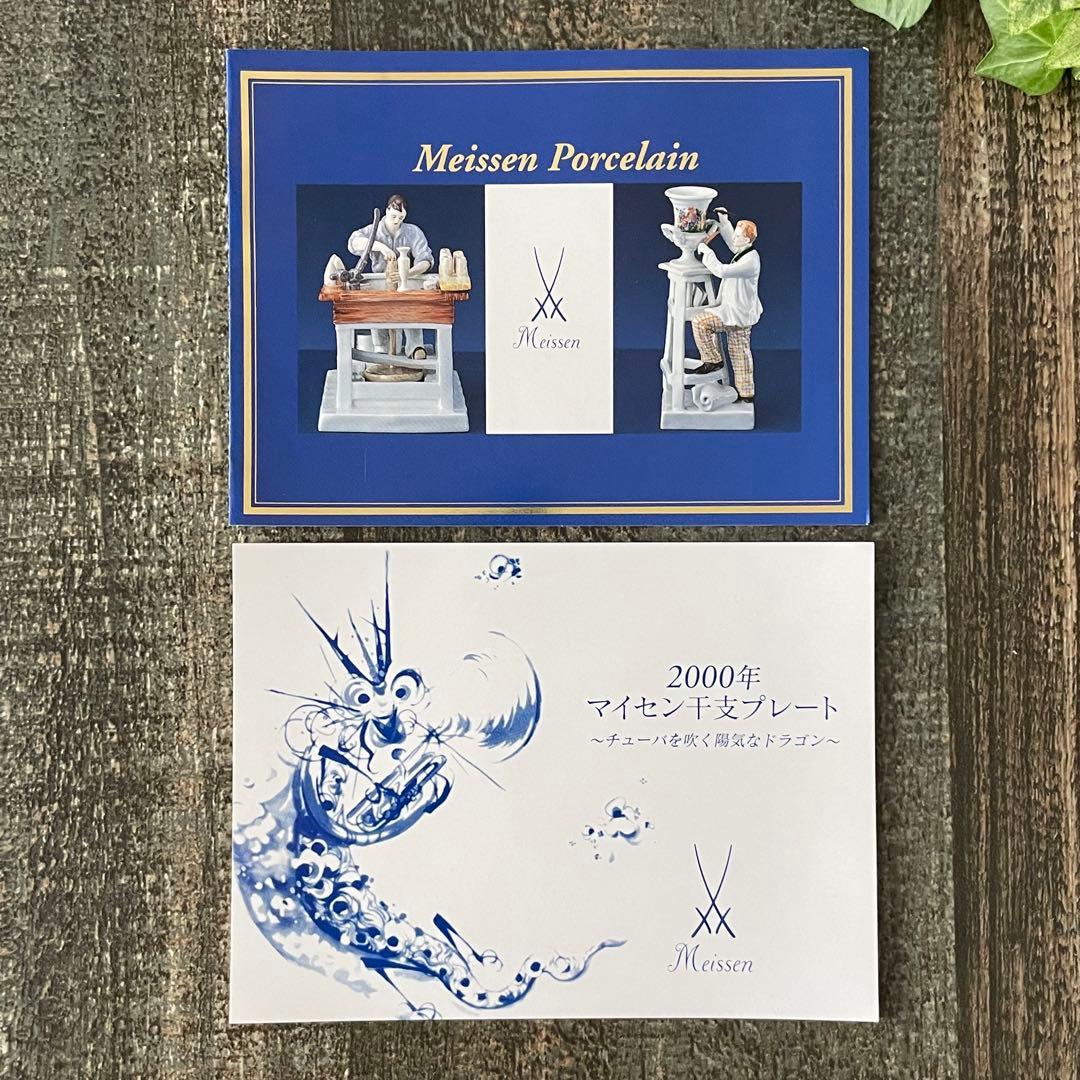 Meissen Porcelain
Meissen
2000年
マイセン干支プレート
～チューバを吹く陽気なドラゴン～
Meissen